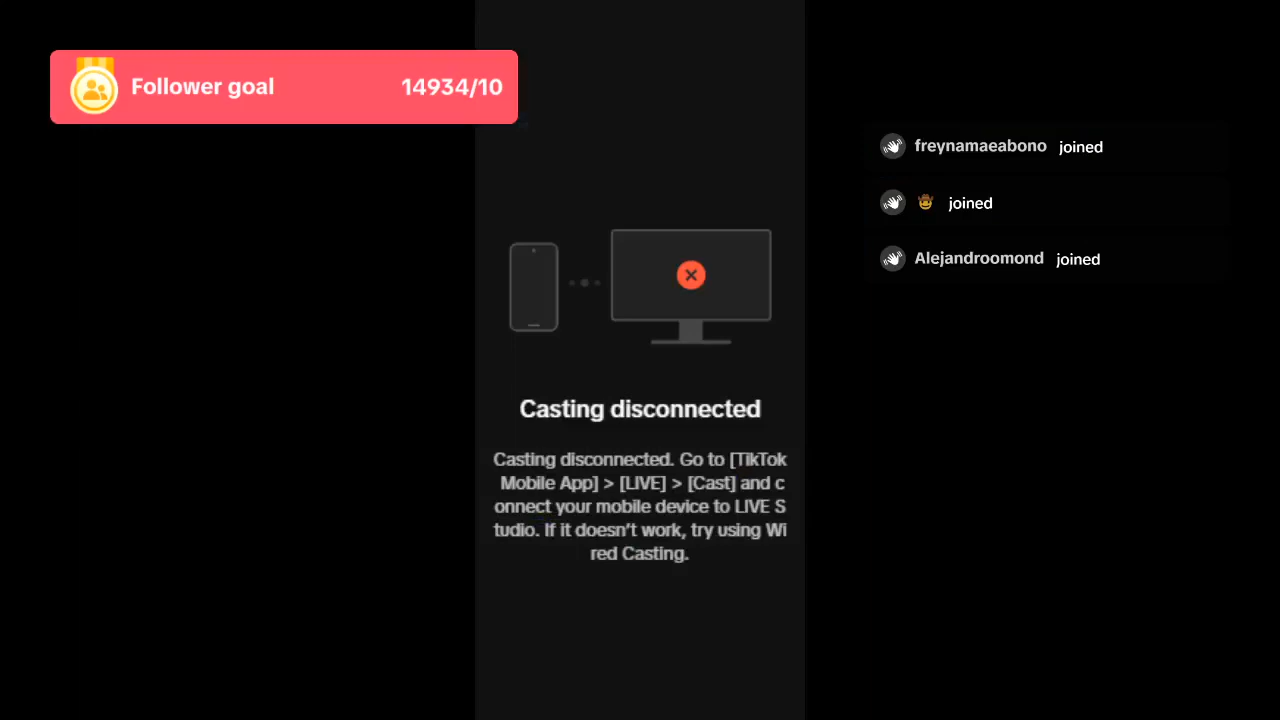 Follower goal 14934/10
freynamaeabono joined
🤠 joined
Alejandroomond joined
Casting disconnected
Casting disconnected. Go to [TikTok
Mobile App] > [LIVE] > [Cast] and c
onnect your mobile device to LIVE S
tudio. If it doesn’t work, try using Wi
red Casting.